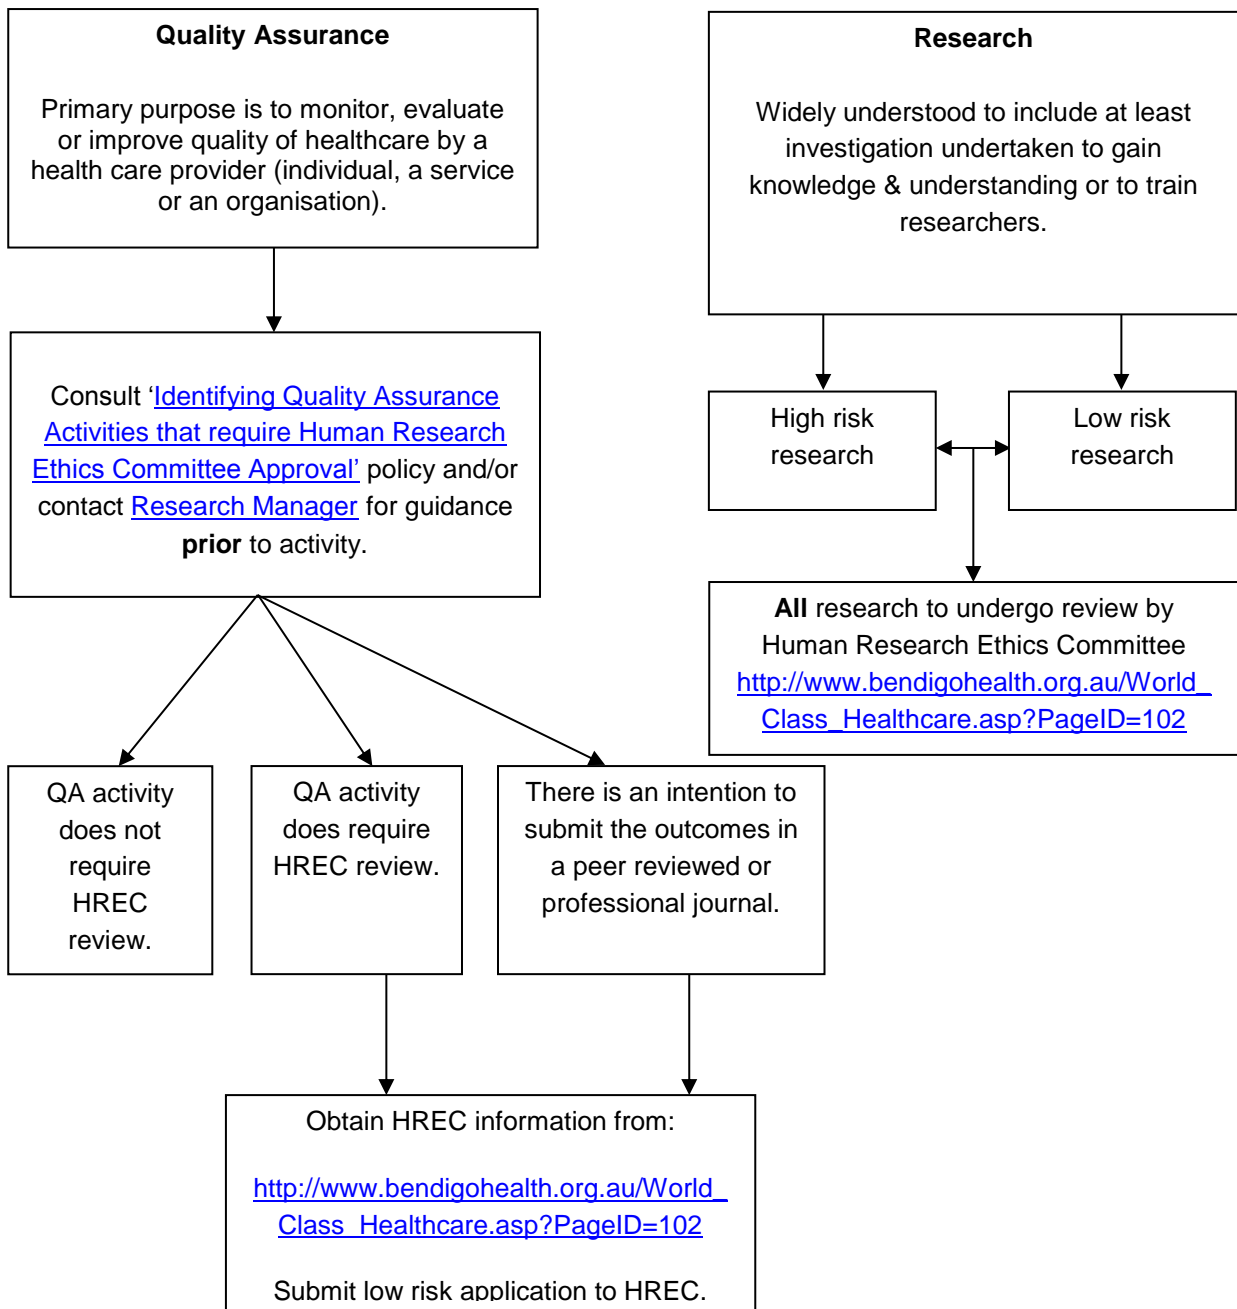 Quality Assurance
Primary purpose is to monitor, evaluate
or improve quality of healthcare by a
health care provider (individual, a service
or an organisation).
Research
Widely understood to include at least
investigation undertaken to gain
knowledge & understanding or to train
researchers.
Consult ‘Identifying Quality Assurance
Activities that require Human Research
Ethics Committee Approval’ policy and/or
contact Research Manager for guidance
prior to activity.
High risk
research
Low risk
research
All research to undergo review by
Human Research Ethics Committee
http://www.bendigohealth.org.au/World_
Class_Healthcare.asp?PageID=102
QA activity
does not
require
HREC
review.
QA activity
does require
HREC review.
There is an intention to
submit the outcomes in
a peer reviewed or
professional journal.
Obtain HREC information from:
http://www.bendigohealth.org.au/World_
Class_Healthcare.asp?PageID=102
Submit low risk application to HREC.